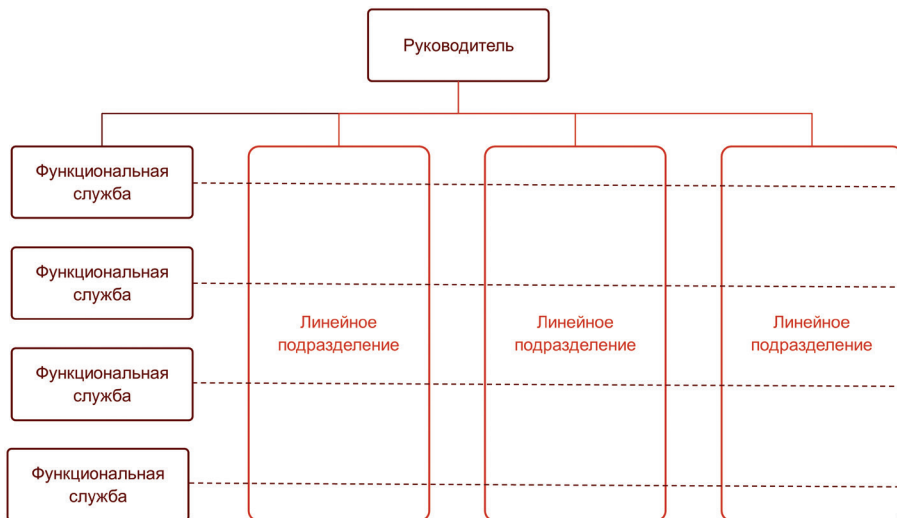 Руководитель
Функциональная
служба
Функциональная
служба
Линейное
подразделение
Линейное
подразделение
Линейное
подразделение
Функциональная
служба
Функциональная
служба